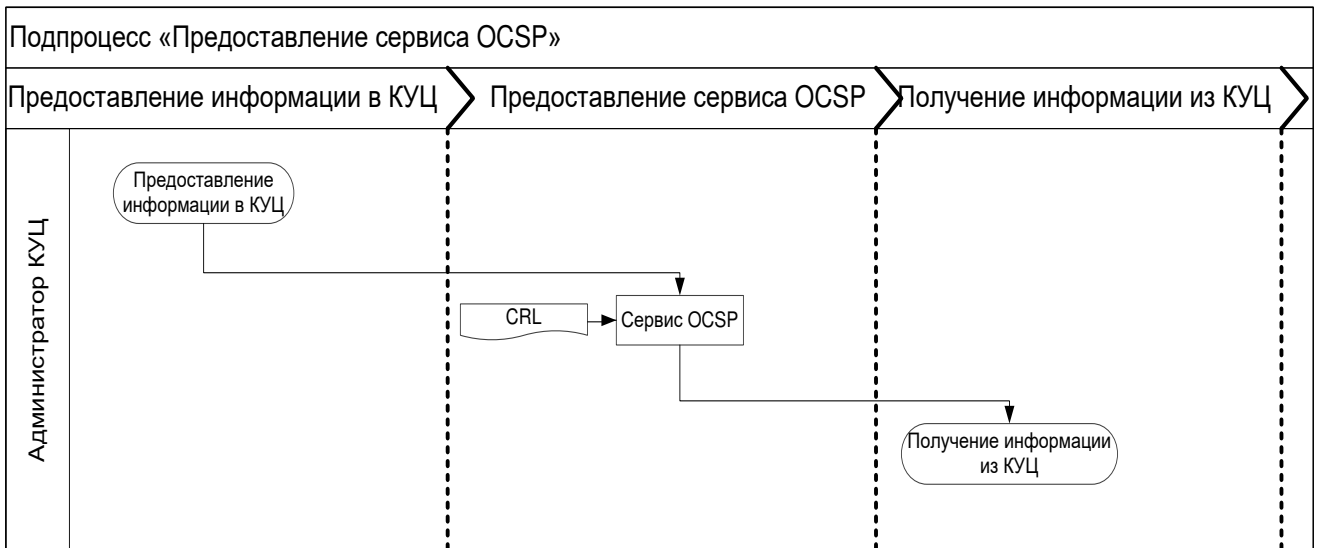 Подпроцесс «Предоставление сервиса OCSP»
Предоставление информации в КУЦ
Предоставление сервиса OCSP
Получение информации из КУЦ
Администратор КУЦ
Предоставление
информации в КУЦ
CRL
Сервис OCSP
Получение информации
из КУЦ